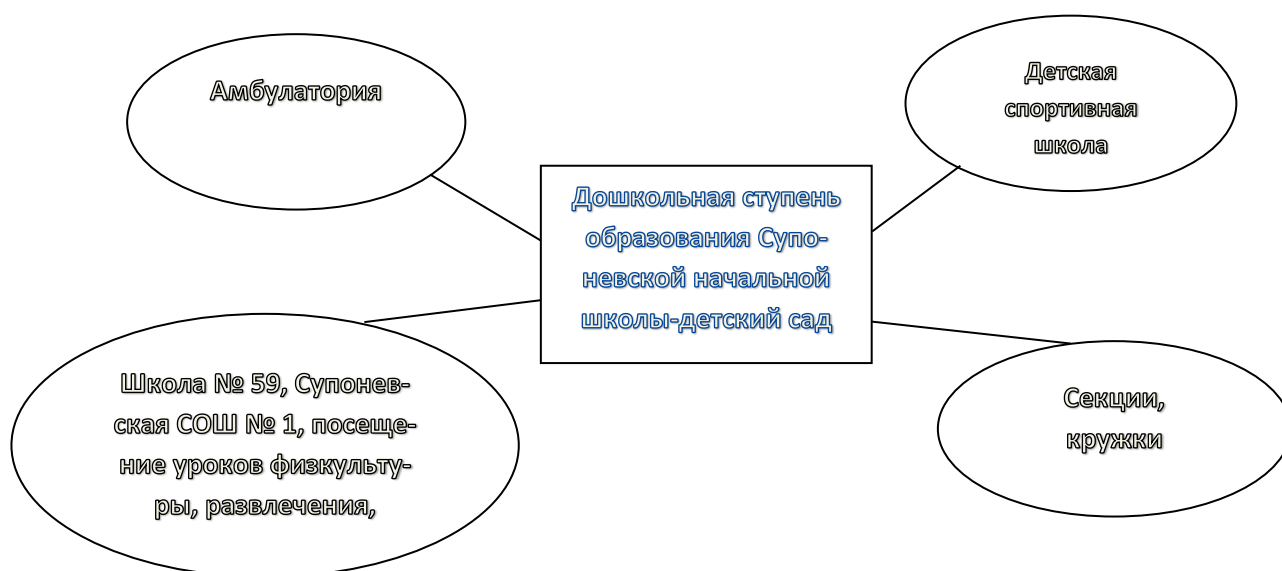 Амбулатория
Детская
спортивная
школа
Дошкольная ступень
образования Супо-
невской начальной
школы-детский сад
Школа № 59, Супонев-
ская СОШ № 1, посеще-
ние уроков физкульту-
ры, развлечения,
Секции,
кружки